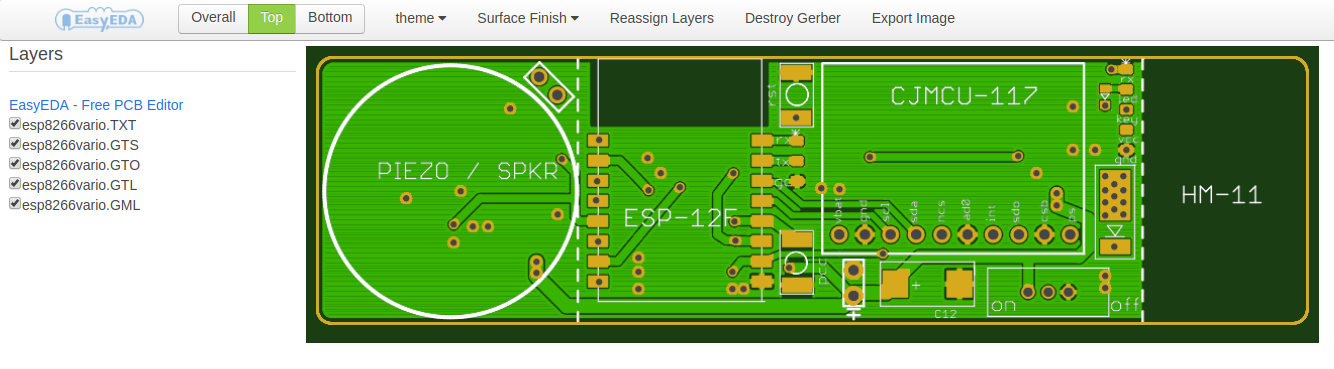 EasyEDA
Overall
Top
Bottom
theme
Surface Finish
Reassign Layers
Destroy Gerber
Export Image
Layers
EasyEDA - Free PCB Editor
esp8266vario.TXT
esp8266vario.GTS
esp8266vario.GTO
esp8266vario.GTL
esp8266vario.GML
PIEZO / SPKR
ESP-12F
rst
rx
tx
CJMCU-117
vbat
gnd
scl
sda
ncs
ad0
int
sdo
csb
ps
rx
led
key
vcc
gnd
HM-11
+
C12
on
off